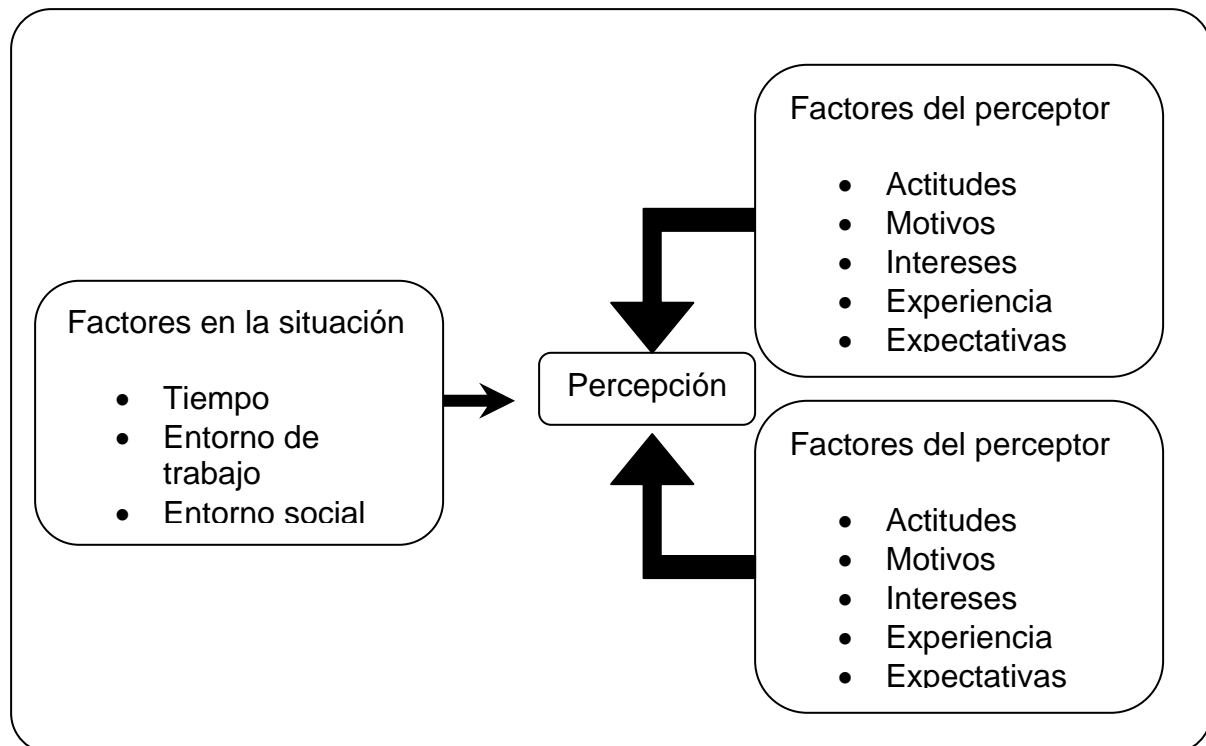 Factores del perceptor
• Actitudes
• Motivos
• Intereses
• Experiencia
• Expectativas
Factores en la situación
• Tiempo
• Entorno de
trabajo
• Entorno social
Percepción
Factores del perceptor
• Actitudes
• Motivos
• Intereses
• Experiencia
• Expectativas